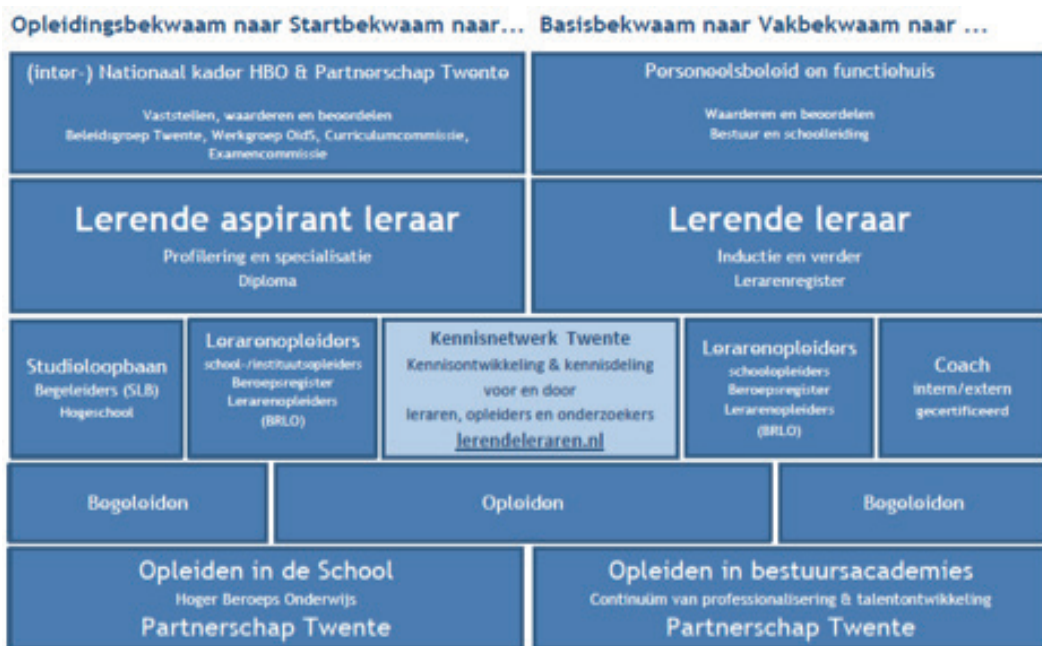 Opleidingsbekwaam naar Startbekwaam naar... Basisbekwaam naar Vakbekwaam naar ...
(inter-) Nationaal kader HBO & Partnerschap Twente
Vaststellen, waarderen en beoordelen
Beleidsgroep Twente, Werkgroep OidS, Curriculumcommissie,
Examencommissie
Personeelsbeleid en functiehuis
Waarderen en beoordelen
Bestuur en schoolleiding
Lerende aspirant leraar
Profilering en specialisatie
Diploma
Lerende leraar
Inductie en verder
Lerarenregister
Studieloopbaan
Begeleiders (SLB)
Hogeschool
Lerarenopleiders
school-/instituutsopleiders
Beroepsregister
Lerarenopleiders
(BRLO)
Kennisnetwerk Twente
Kennisontwikkeling & kennisdeling
voor en door
leraren, opleiders en onderzoekers
lerendeleraren.nl
Lerarenopleiders
schoolopleiders
Beroepsregister
Lerarenopleiders
(BRLO)
Coach
intern/extern
gecertificeerd
Begeleiden
Opleiden
Begeleiden
Opleiden in de School
Hoger Beroeps Onderwijs
Partnerschap Twente
Opleiden in bestuursacademies
Continuüm van professionalisering & talentontwikkeling
Partnerschap Twente